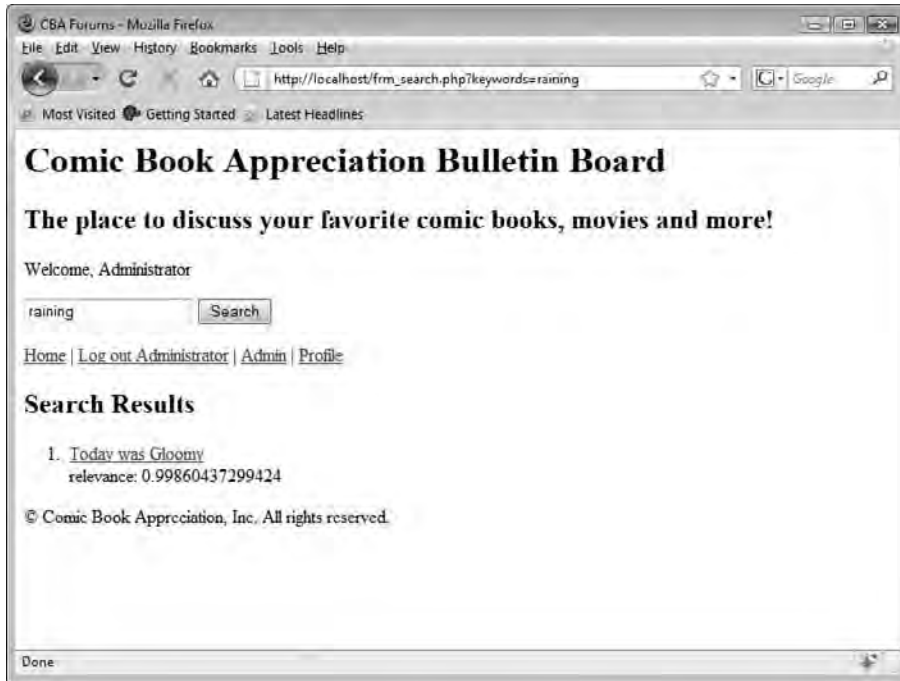 CBA Forums - Mozilla Firefox
File Edit View History Bookmarks Tools Help
http://localhost/frm_search.php?keywords=raining
Google
Most Visited Getting Started Latest Headlines
Comic Book Appreciation Bulletin Board
The place to discuss your favorite comic books, movies and more!
Welcome, Administrator
raining Search
Home | Log out Administrator | Admin | Profile
Search Results
1. Today was Gloomy
relevance: 0.99860437299424
© Comic Book Appreciation, Inc. All rights reserved.
Done